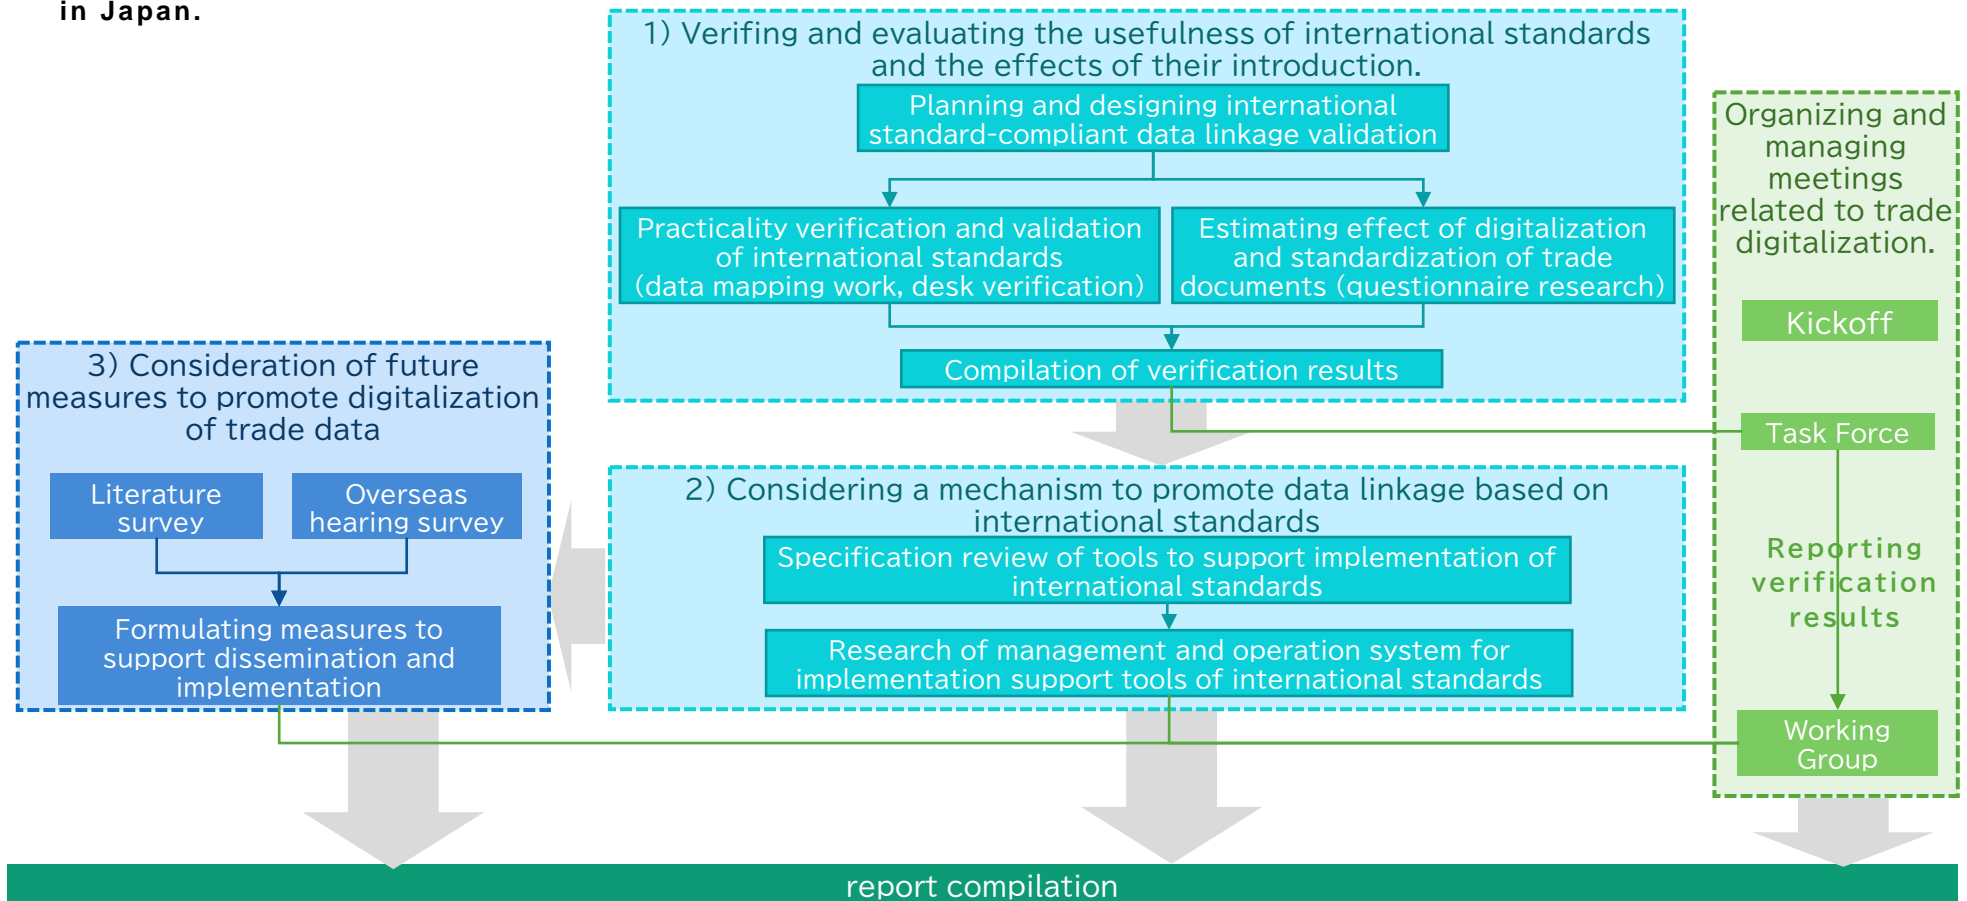 in Japan.
1) Verifing and evaluating the usefulness of international standards
and the effects of their introduction.
Planning and designing international
standard-compliant data linkage validation
Practicality verification and validation
of international standards
(data mapping work, desk verification)
Estimating effect of digitalization
and standardization of trade
documents (questionnaire research)
Compilation of verification results
2) Considering a mechanism to promote data linkage based on
international standards
Specification review of tools to support implementation of
international standards
Research of management and operation system for
implementation support tools of international standards
3) Consideration of future
measures to promote digitalization
of trade data
Literature
survey
Overseas
hearing survey
Formulating measures to
support dissemination and
implementation
Organizing and
managing
meetings
related to trade
digitalization.
Kickoff
Task Force
Reporting
verification
results
Working
Group
report compilation